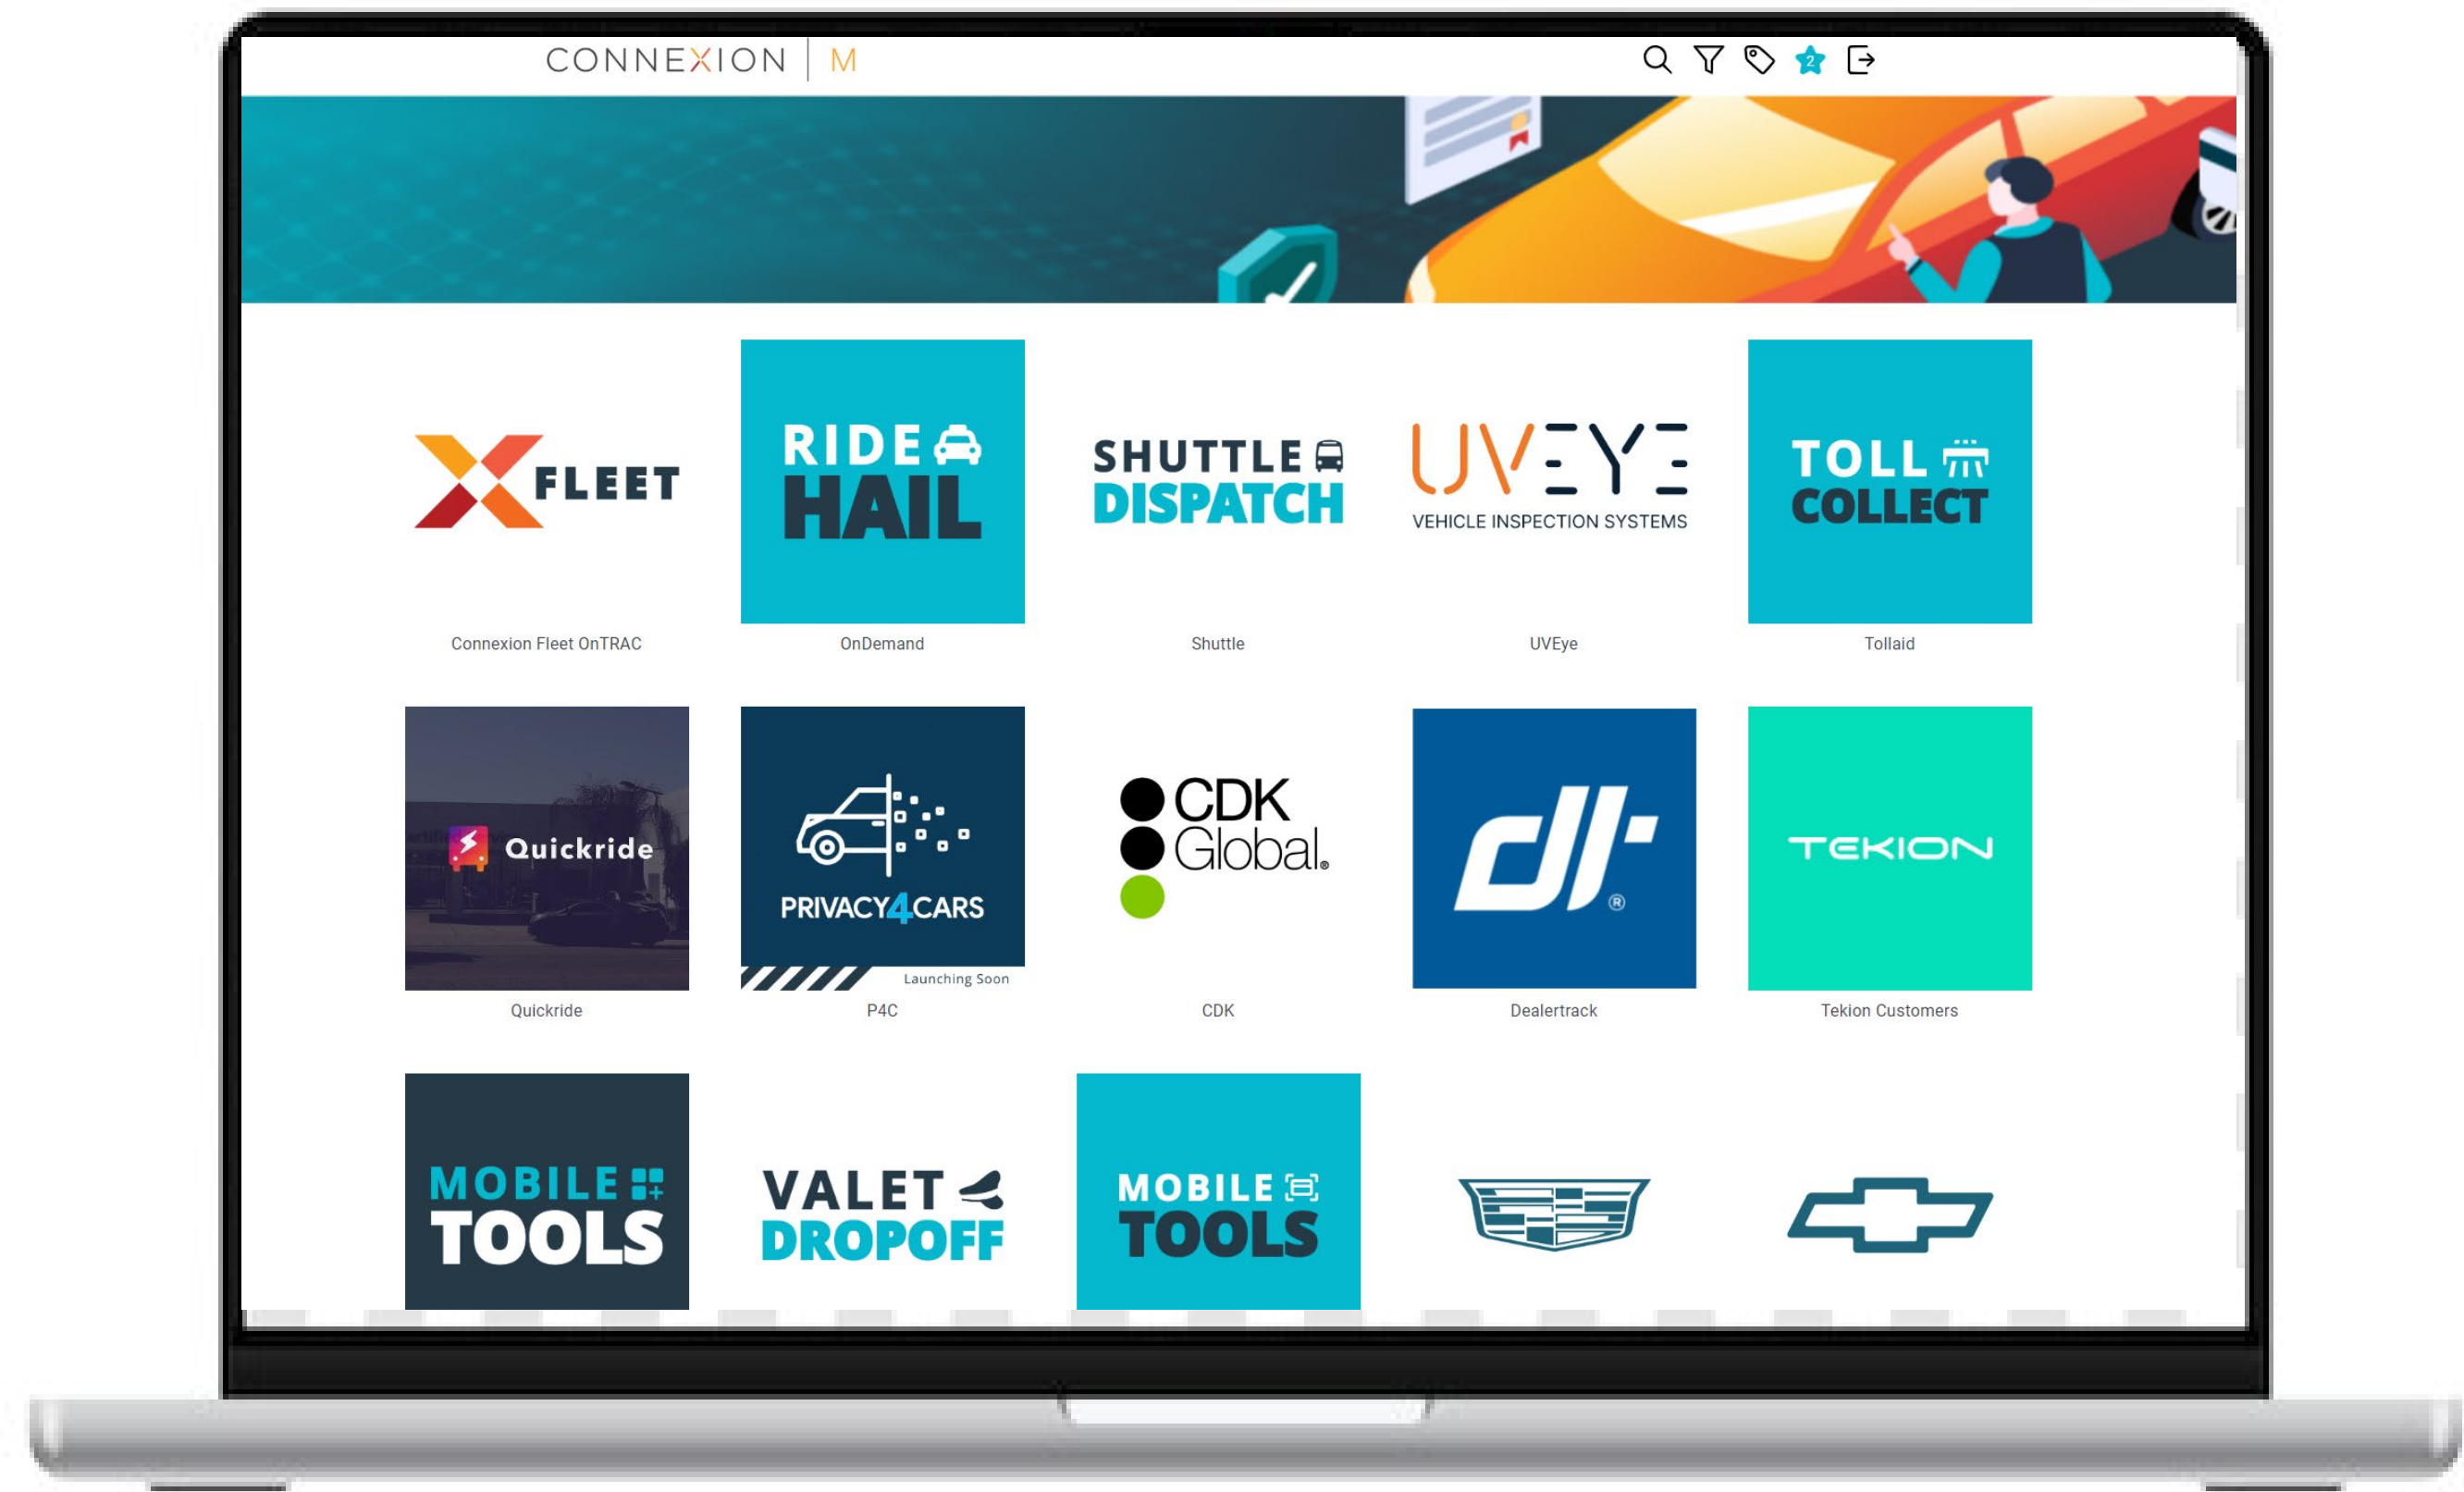 CONNEXION | M
2
FLEET
RIDE
HAIL
SHUTTLE
DISPATCH
UVEYE
VEHICLE INSPECTION SYSTEMS
TOLL
COLLECT
Connexion Fleet OnTRAC
OnDemand
Shuttle
UVEye
Tollaid
Quickride
PRIVACY4CARS
Launching Soon
CDK
Global®
dt®
TEKION
Quickride
P4C
CDK
Dealertrack
Tekion Customers
MOBILE
TOOLS
VALET
DROPOFF
MOBILE
TOOLS